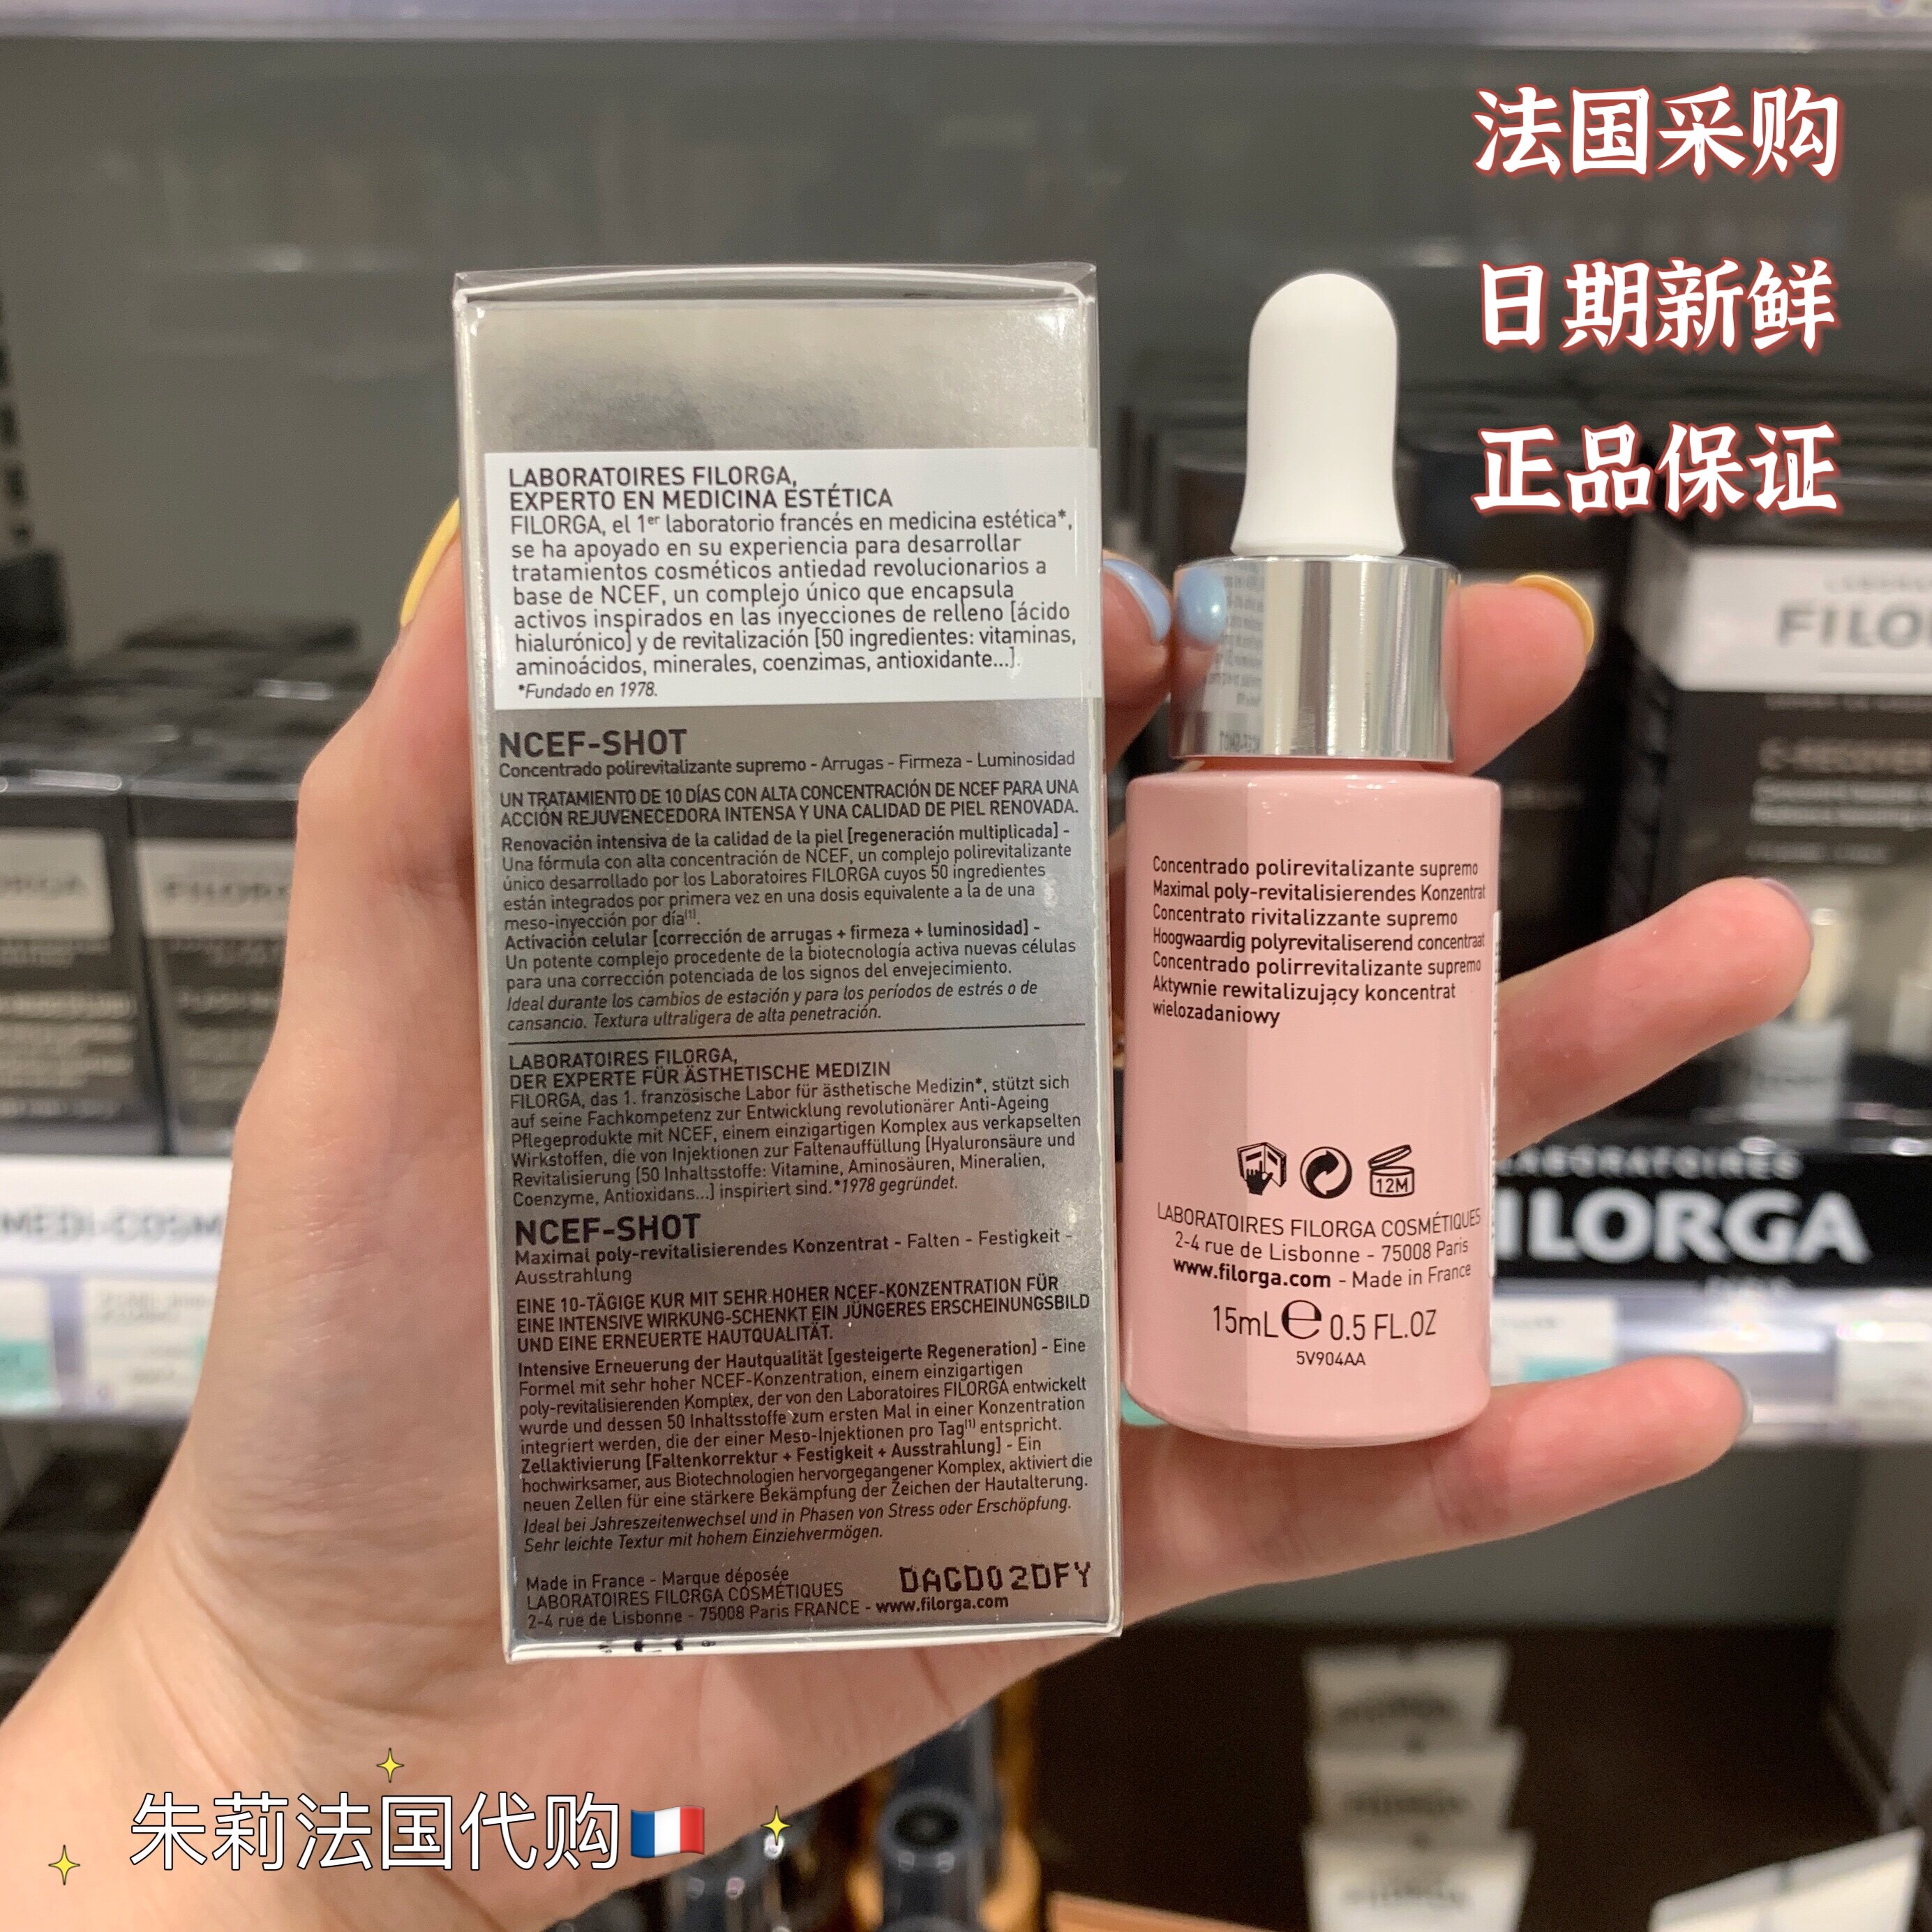 法国采购
日期新鲜
正品保证
LABORATOIRES FILORGA,
EXPERTO EN MEDICINA ESTÉTICA
FILORGA, el 1er laboratorio francés en medicina estética*,
se ha apoyado en su experiencia para desarrollar
tratamientos cosméticos antiedad revolucionarios a
base de NCEF, un complejo único que encapsula
activos inspirados en las inyecciones de relleno [ácido
hialurónico] y de revitalización [50 ingredientes: vitaminas,
aminoácidos, minerales, coenzimas, antioxidante...].
*Fundado en 1978.
NCEF-SHOT
Concentrado polirevitalizante supremo - Arrugas - Firmeza - Luminosidad
UN TRATAMIENTO DE 10 DÍAS CON ALTA CONCENTRACIÓN DE NCEF PARA UNA
ACCIÓN REJUVENECEDORA INTENSA Y UNA CALIDAD DE PIEL RENOVADA.
Renovación intensiva de la calidad de la piel [regeneración multiplicada] -
Una fórmula con alta concentración de NCEF, un complejo polirevitalizante
único desarrollado por los Laboratoires FILORGA cuyos 50 ingredientes
están integrados por primera vez en una dosis equivalente a la de una
meso-inyección por día(1).
Activación celular [corrección de arrugas + firmeza + luminosidad] -
Un potente complejo procedente de la biotecnología activa nuevas células
para una corrección potenciada de los signos del envejecimiento.
Ideal durante los cambios de estación y para los períodos de estrés o de
cansancio. Textura ultraligera de alta penetración.
LABORATOIRES FILORGA,
DER EXPERTE FÜR ÄSTHETISCHE MEDIZIN
FILORGA, das 1. französische Labor für ästhetische Medizin*, stützt sich
auf seine Fachkompetenz zur Entwicklung revolutionärer Anti-Ageing
Pflegeprodukte mit NCEF, einem einzigartigen Komplex aus verkapselten
Wirkstoffen, die von Injektionen zur Faltenauffüllung [Hyaluronsäure und
Revitalisierung [50 Inhaltsstoffe: Vitamine, Aminosäuren, Mineralien,
Coenzyme, Antioxidans...] inspiriert sind.*1978 gegründet.
NCEF-SHOT
Maximal poly-revitalisierendes Konzentrat - Falten - Festigkeit -
Ausstrahlung
EINE 10-TÄGIGE KUR MIT SEHR HOHER NCEF-KONZENTRATION FÜR
EINE INTENSIVE WIRKUNG-SCHENKT EIN JÜNGERES ERSCHEINUNGSBILD
UND EINE ERNEUERTE HAUTQUALITÄT.
Intensive Erneuerung der Hautqualität [gesteigerte Regeneration] - Eine
Formel mit sehr hoher NCEF-Konzentration, einem einzigartigen
poly-revitalisierenden Komplex, der von den Laboratoires FILORGA entwickelt
wurde und dessen 50 Inhaltsstoffe zum ersten Mal in einer Konzentration
integriert werden, die der einer Meso-Injektionen pro Tag(1) entspricht.
Zellaktivierung [Faltenkorrektur + Festigkeit + Ausstrahlung] - Ein
hochwirksamer, aus Biotechnologien hervorgegangener Komplex, aktiviert die
neuen Zellen für eine stärkere Bekämpfung der Zeichen der Hautalterung.
Ideal bei Jahreszeitenwechsel und in Phasen von Stress oder Erschöpfung.
Sehr leichte Textur mit hohem Einziehvermögen.
Made in France - Marque déposée
LABORATOIRES FILORGA COSMÉTIQUES
2-4 rue de Lisbonne - 75008 Paris FRANCE - www.filorga.com
DACD02DFY
Concentrado polirevitalizante supremo
Maximal poly-revitalisierendes Konzentrat
Concentrato rivitalizzante supremo
Hoogwaardig polyrevitaliserend concentraat
Concentrado polirrevitalizante supremo
Aktywnie rewitalizujący koncentrat
wielozadaniowy
12M
LABORATOIRES FILORGA COSMÉTIQUES
2-4 rue de Lisbonne - 75008 Paris
www.filorga.com - Made in France
15mL e 0.5 FL.OZ
5V904AA
LABORATOIRES
FILORGA
MEDI-COSM
C-RECOVER
朱莉法国代购